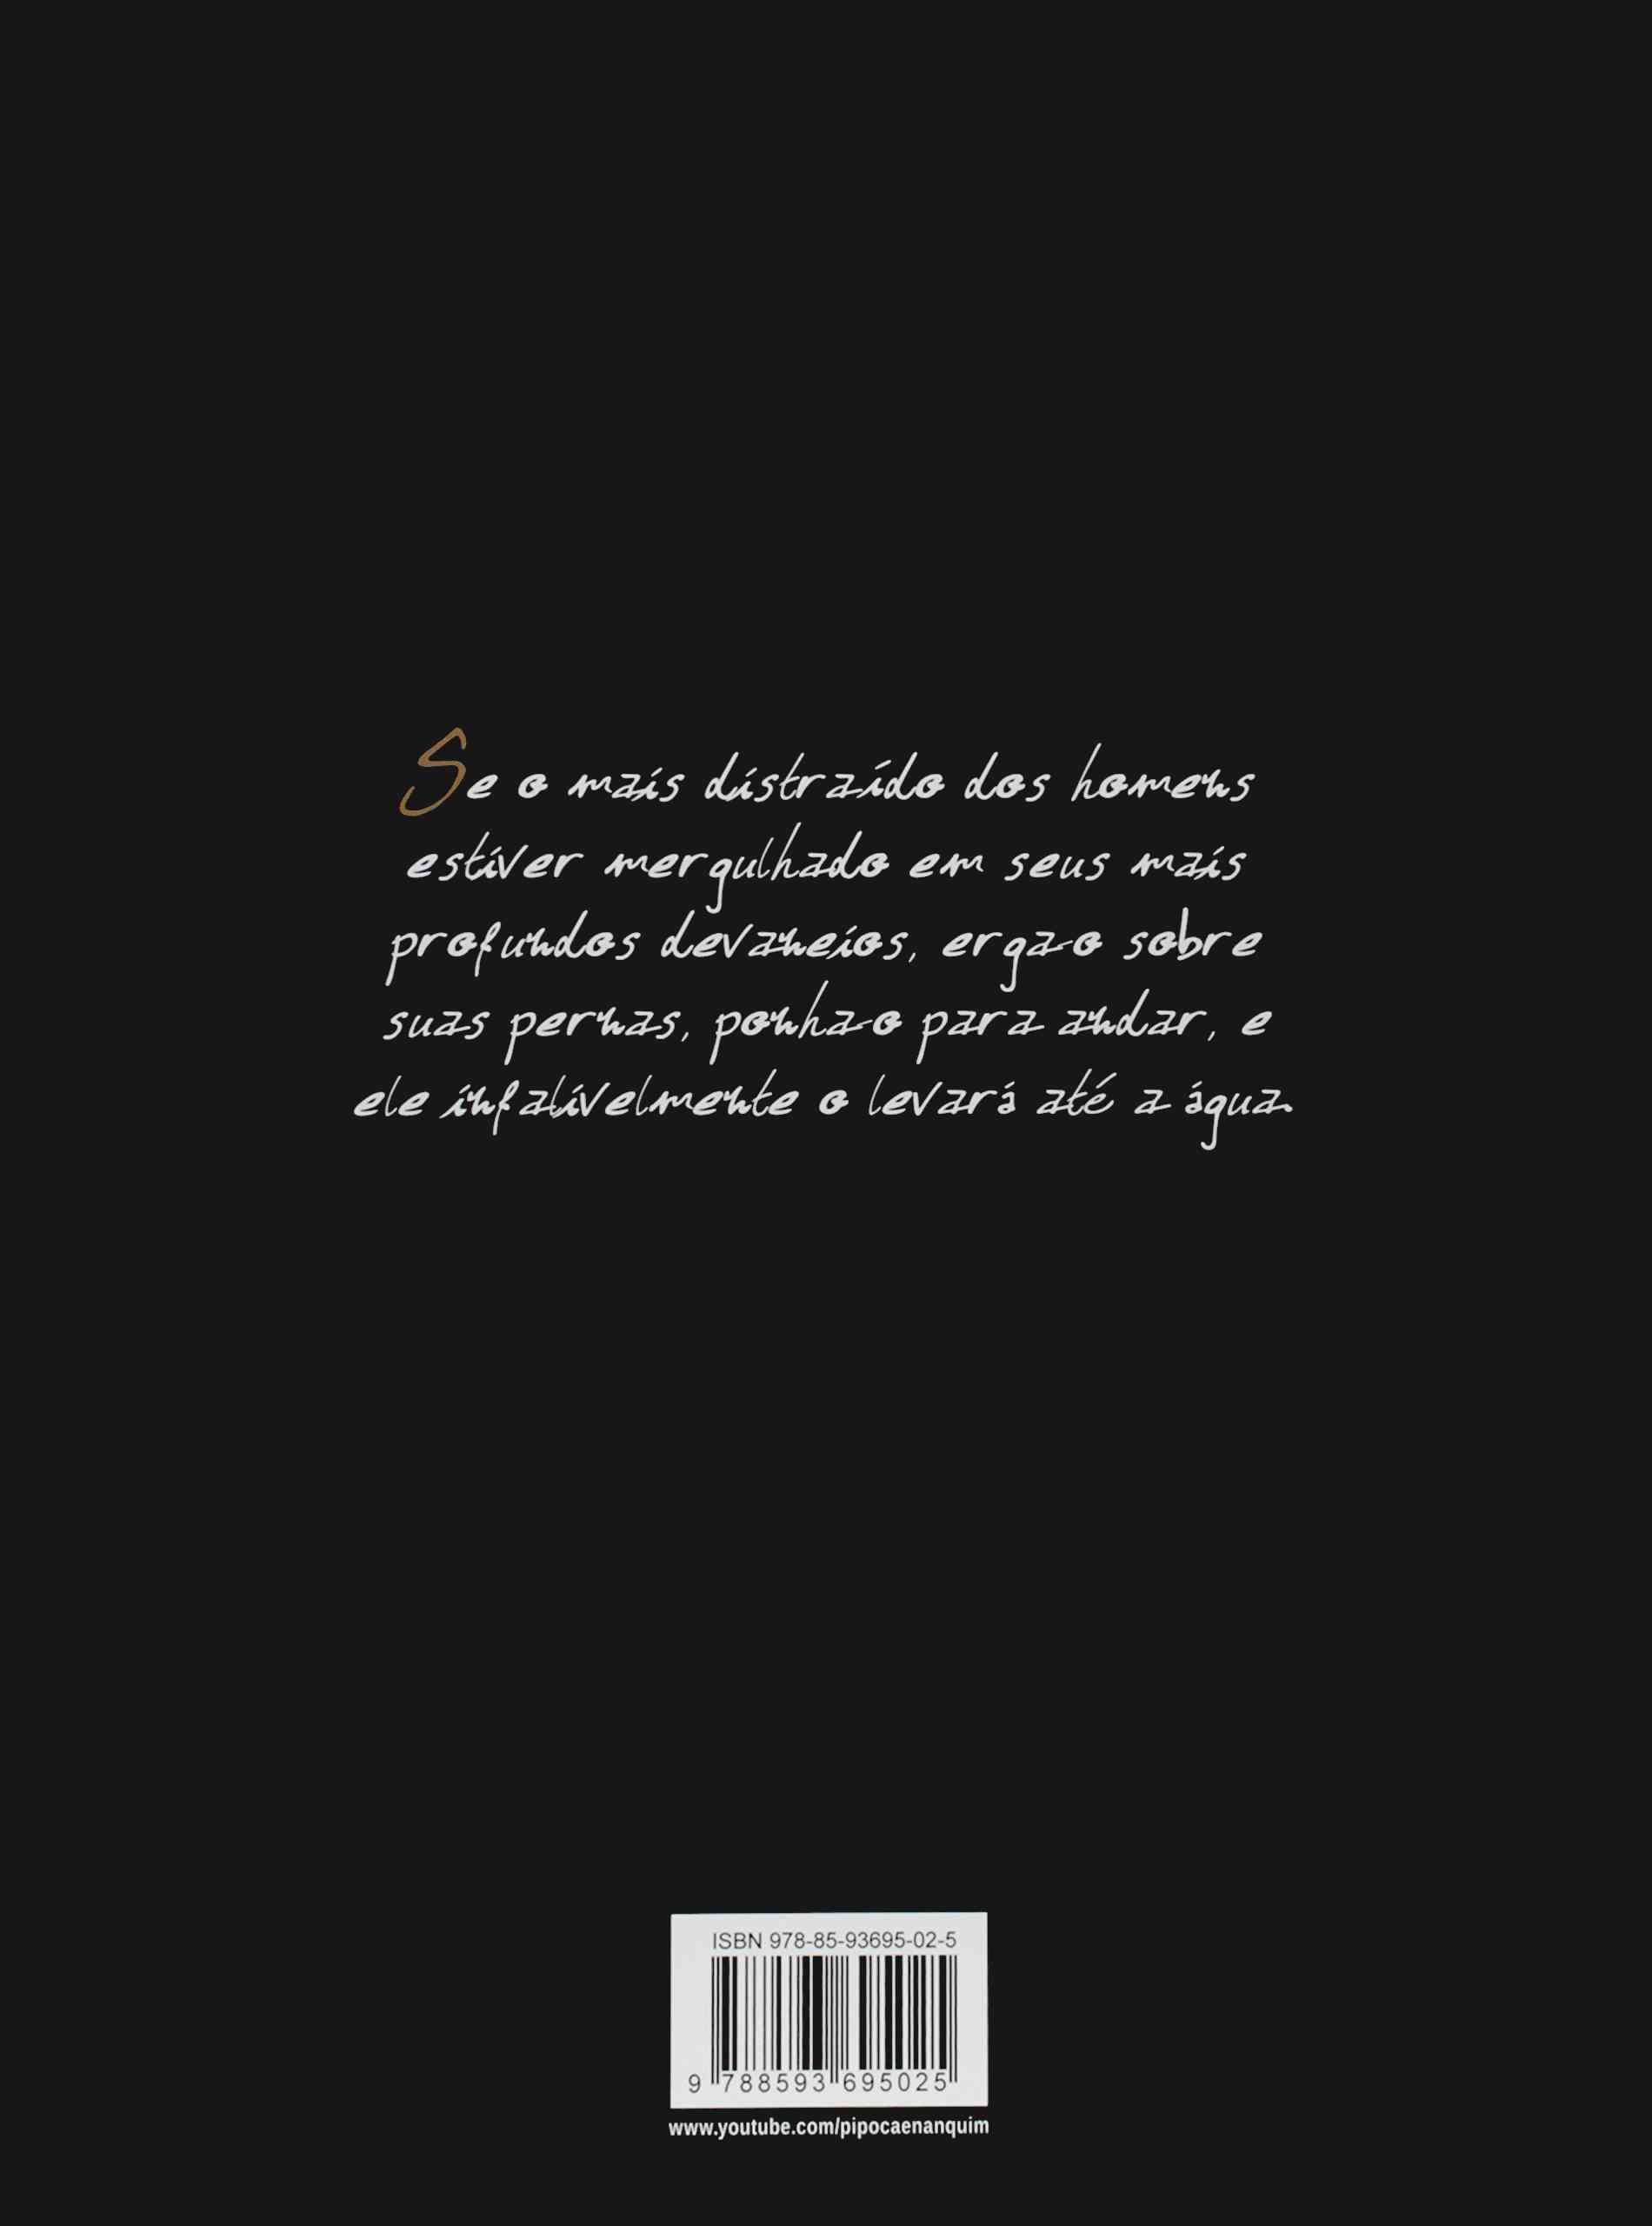 Se o mais distraído dos homens
estiver mergulhado em seus mais
profundos devaneios, erga-o sobre
suas pernas, ponha-o para andar, e
ele infalivelmente o levará até a água.
ISBN 978-85-93695-02-5
9 788593 695025
www.youtube.com/pipocaenanquim